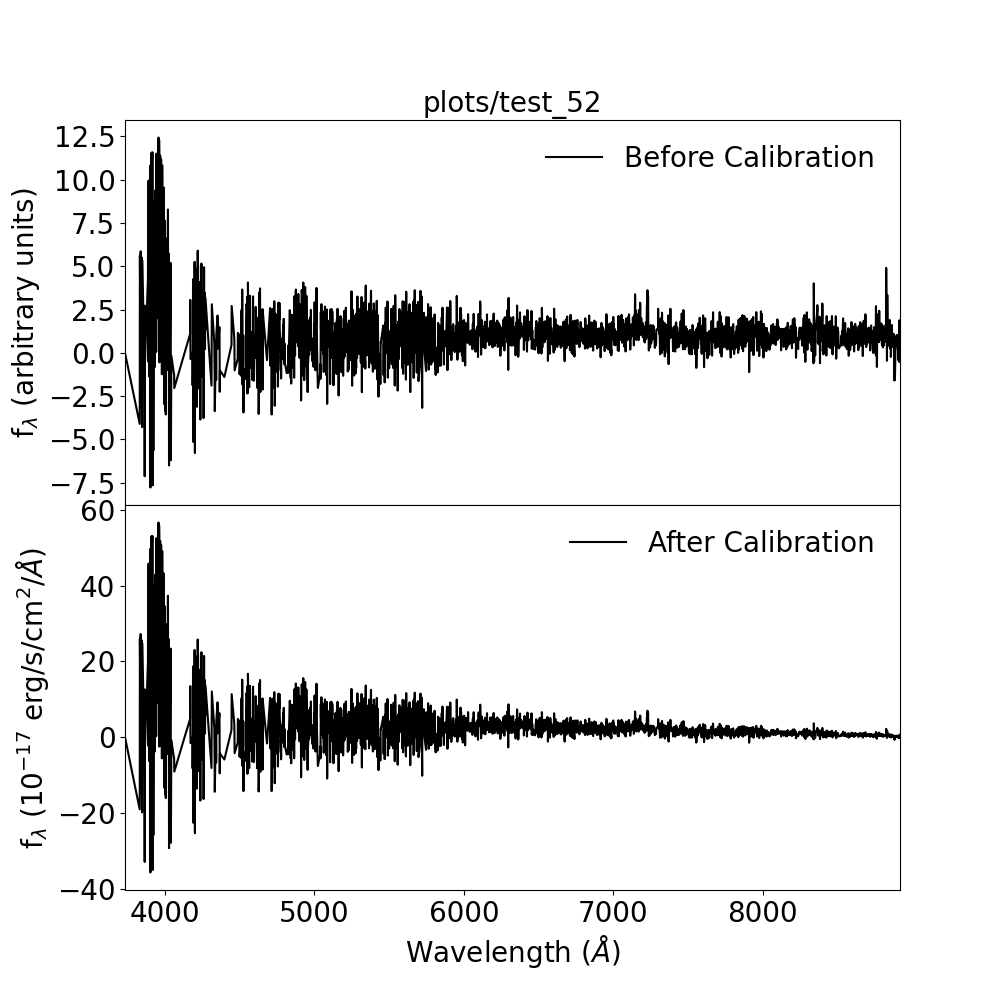 plots/test_52
12.5
10.0
7.5
5.0
2.5
0.0
−2.5
−5.0
−7.5
f_λ (arbitrary units)
Before Calibration
60
40
20
0
−20
−40
f_λ (10^−17 erg/s/cm^2/Å)
After Calibration
4000 5000 6000 7000 8000
Wavelength (Å)